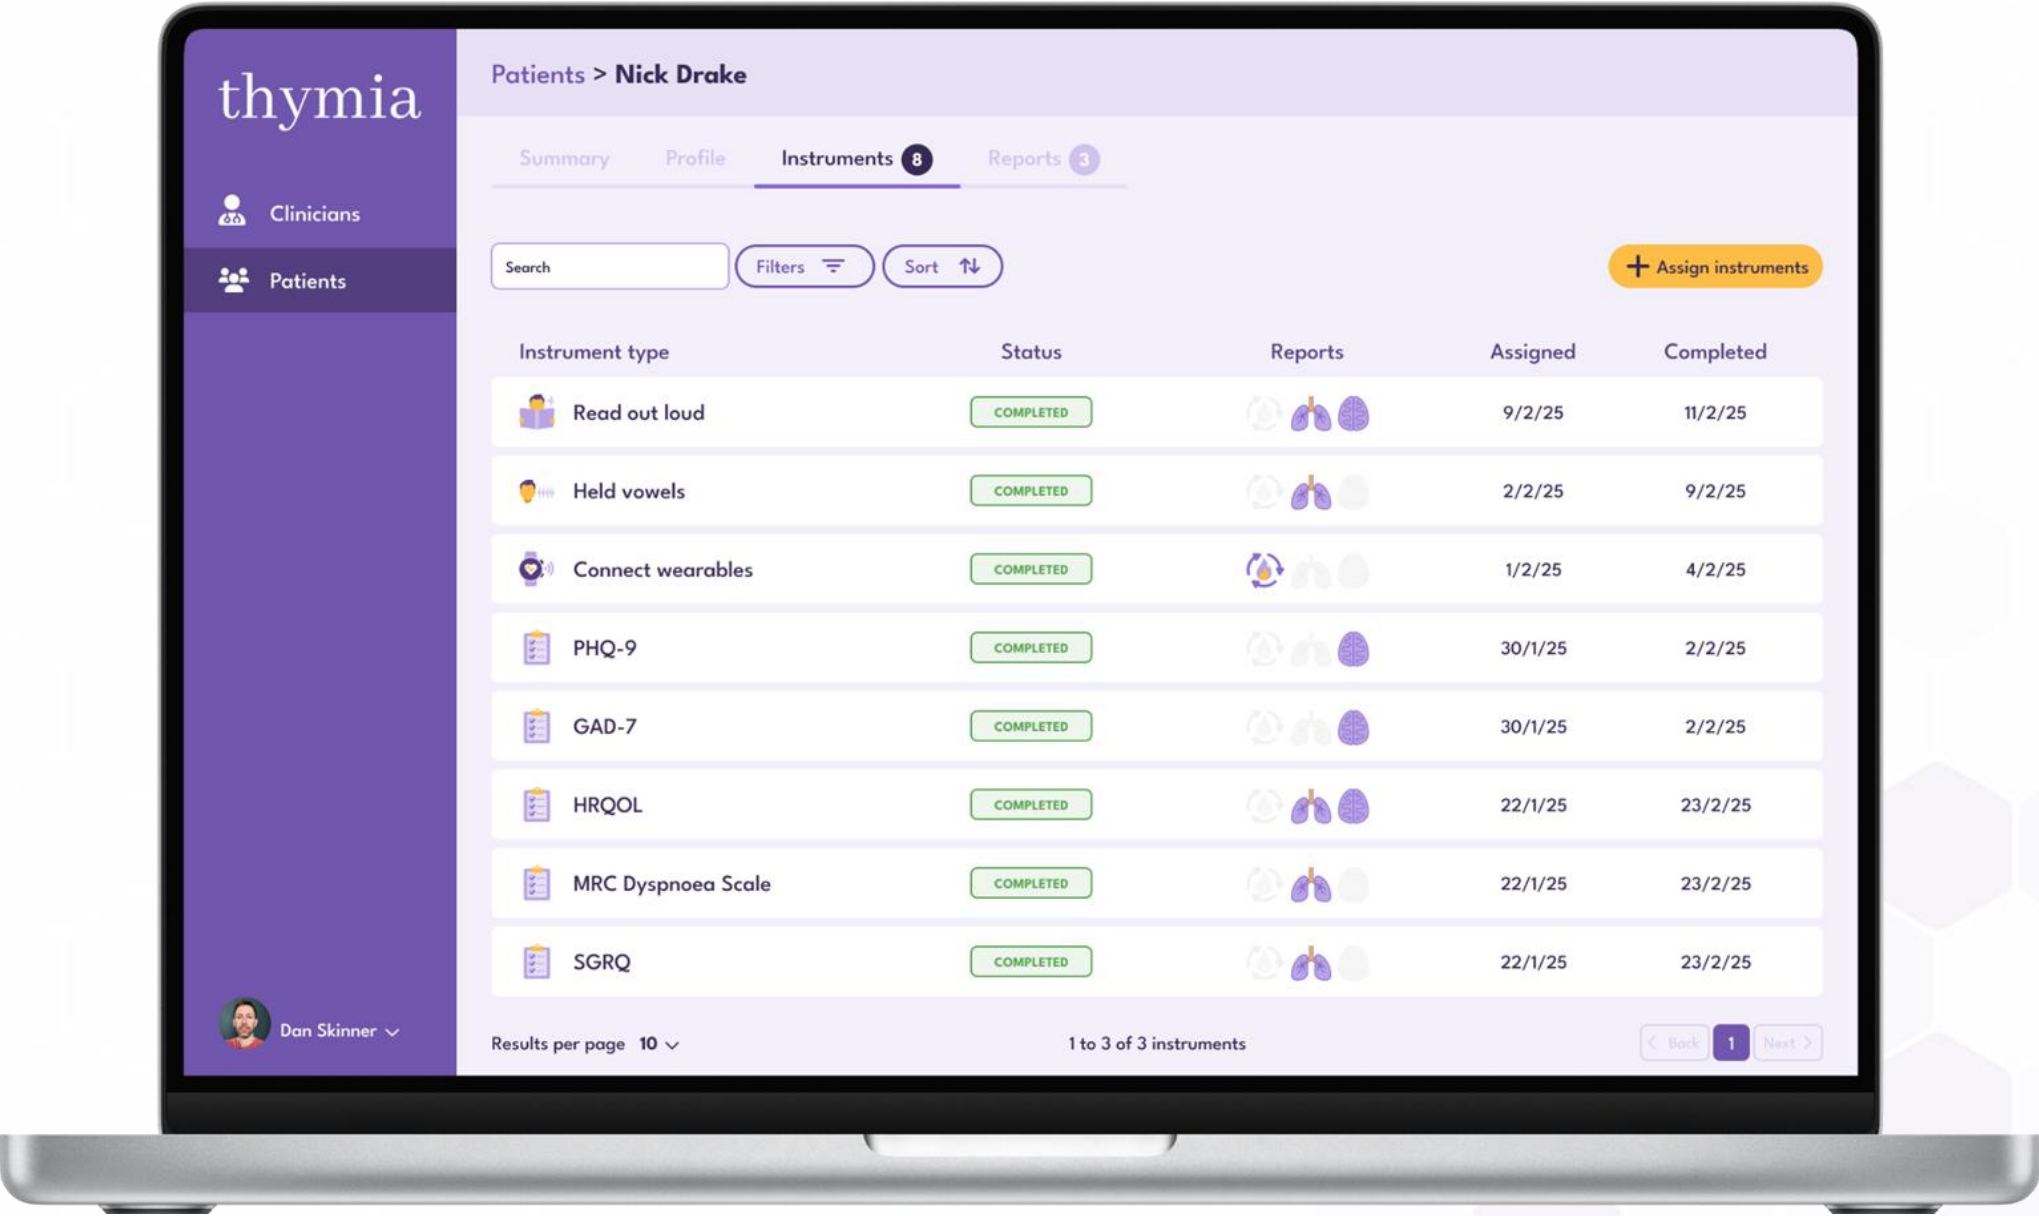 thymia
Clinicians
Patients
Dan Skinner
Patients > Nick Drake
Summary Profile Instruments 8 Reports 3
Search Filters Sort + Assign instruments
Instrument type Status Reports Assigned Completed
Read out loud COMPLETED 9/2/25 11/2/25
Held vowels COMPLETED 2/2/25 9/2/25
Connect wearables COMPLETED 1/2/25 4/2/25
PHQ-9 COMPLETED 30/1/25 2/2/25
GAD-7 COMPLETED 30/1/25 2/2/25
HRQOL COMPLETED 22/1/25 23/2/25
MRC Dyspnoea Scale COMPLETED 22/1/25 23/2/25
SGRQ COMPLETED 22/1/25 23/2/25
Results per page 10 1 to 3 of 3 instruments < Back 1 Next >